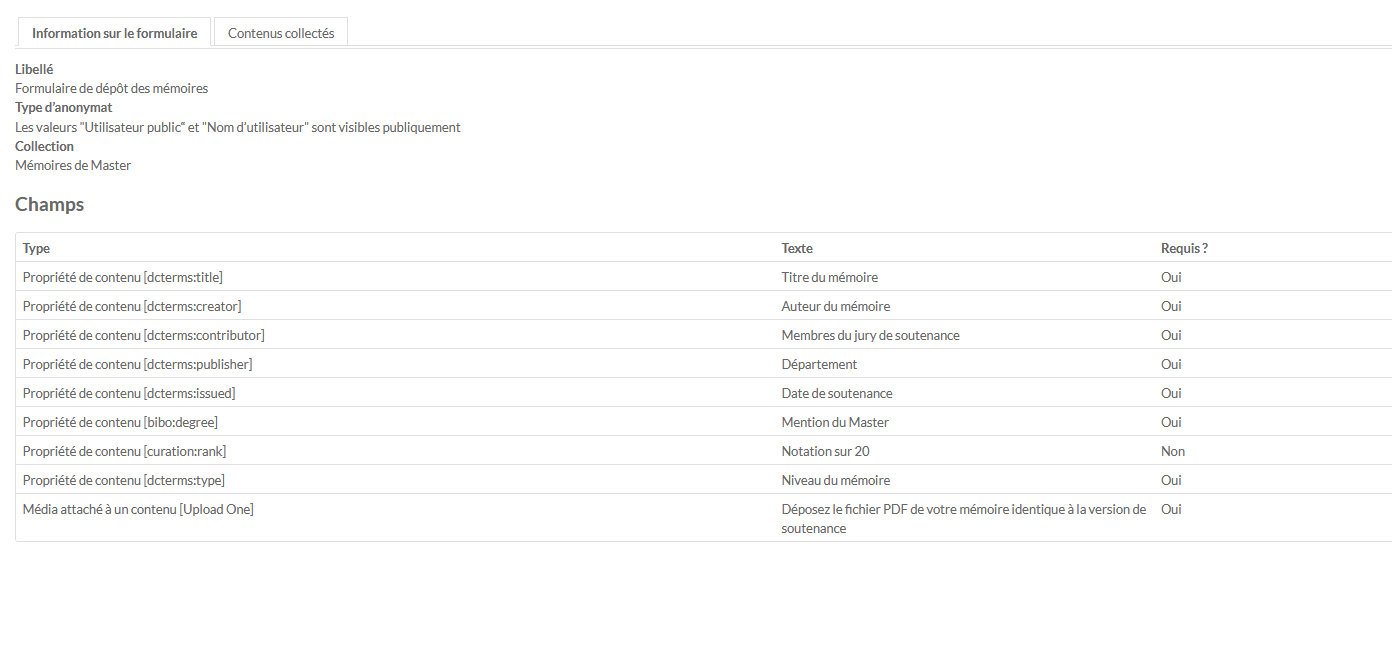 Information sur le formulaire Contenus collectés
Libellé
Formulaire de dépôt des mémoires
Type d'anonymat
Les valeurs "Utilisateur public" et "Nom d'utilisateur" sont visibles publiquement
Collection
Mémoires de Master
Champs
Type Texte Requis ?
Propriété de contenu [dcterms:title] Titre du mémoire Oui
Propriété de contenu [dcterms:creator] Auteur du mémoire Oui
Propriété de contenu [dcterms:contributor] Membres du jury de soutenance Oui
Propriété de contenu [dcterms:publisher] Département Oui
Propriété de contenu [dcterms:issued] Date de soutenance Oui
Propriété de contenu [bibo:degree] Mention du Master Oui
Propriété de contenu [curation:rank] Notation sur 20 Non
Propriété de contenu [dcterms:type] Niveau du mémoire Oui
Média attaché à un contenu [Upload One] Déposez le fichier PDF de votre mémoire identique à la version de Oui
soutenance